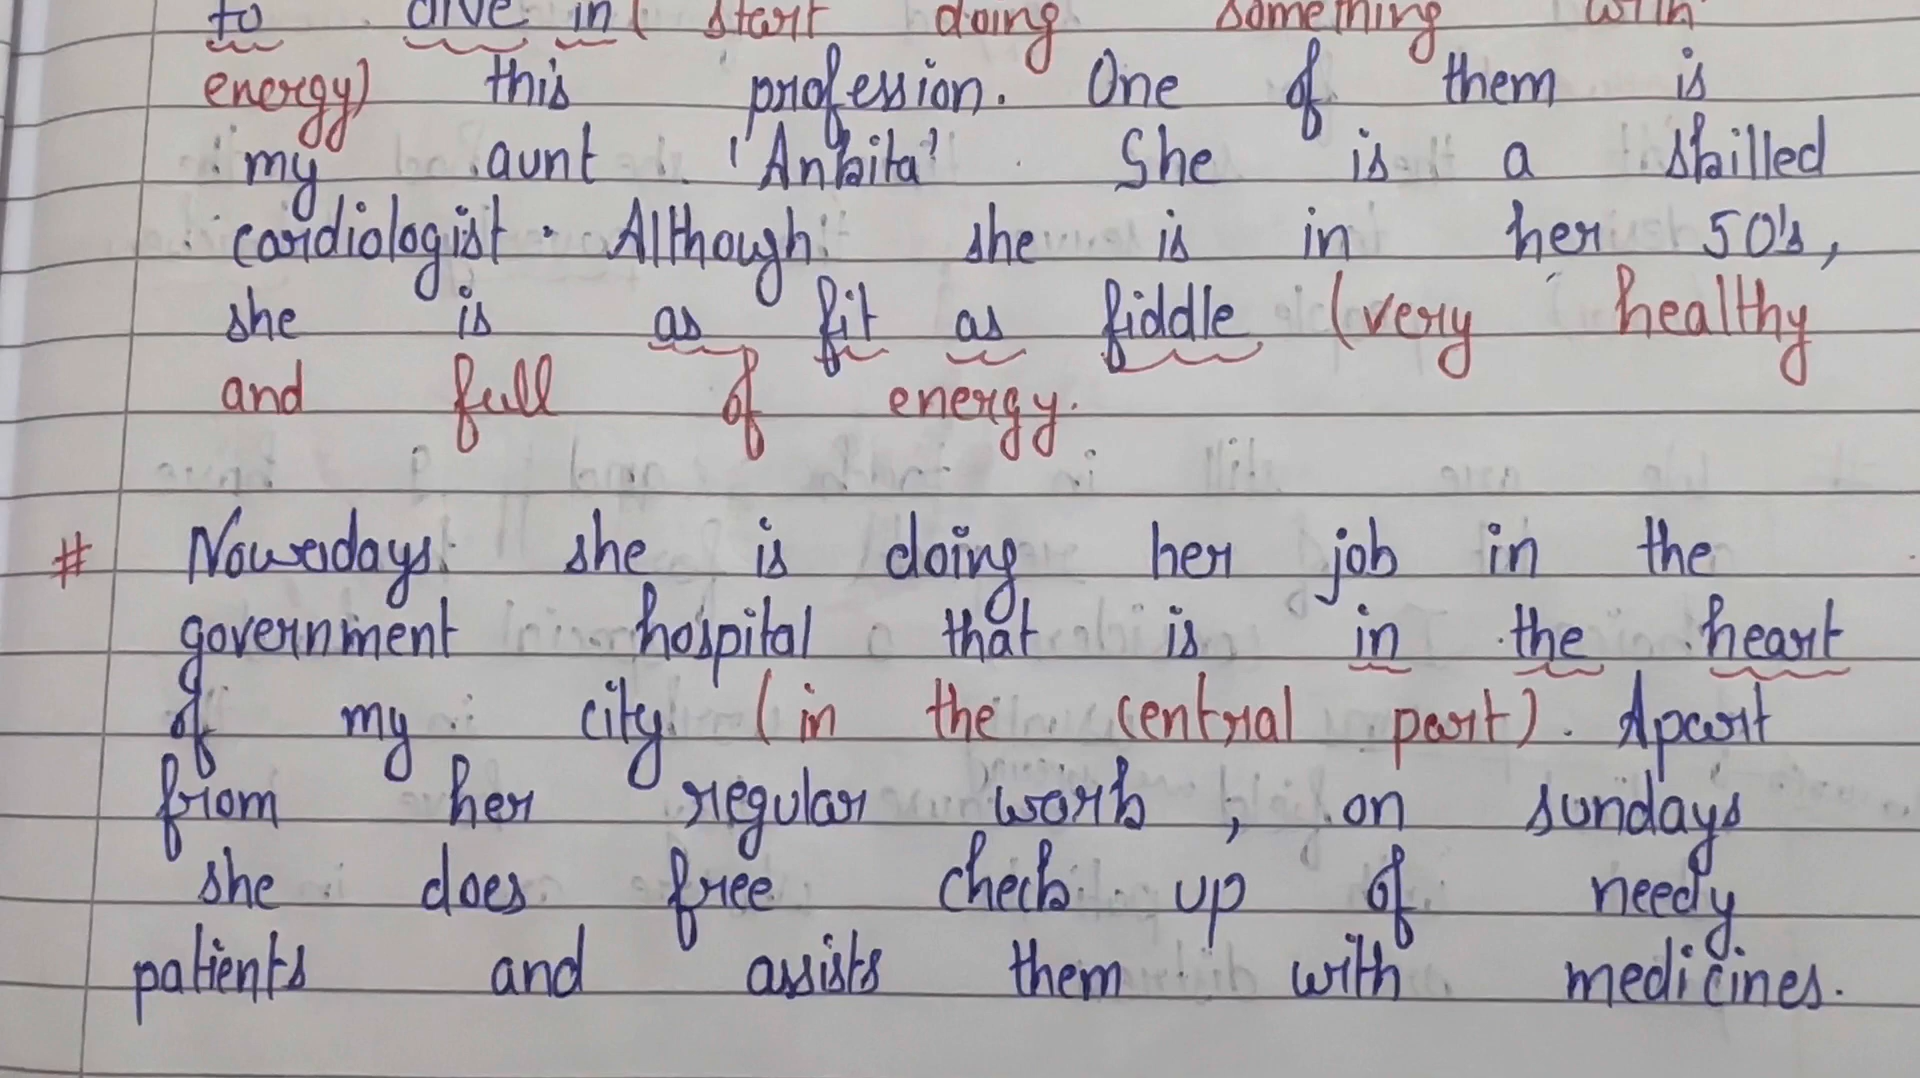 to dive in ( start doing something with
energy) this profession. One of them is
my aunt 'Ankita' She is a skilled
cardiologist. Although she is in her 50's,
she is as fit as fiddle (very healthy
and full of energy.
# Nowadays she is doing her job in the
government hospital that is in the heart
of my city (in the central part). Apart
from her regular work, on sundays
she does free check up of needy
patients and assists them with medicines.